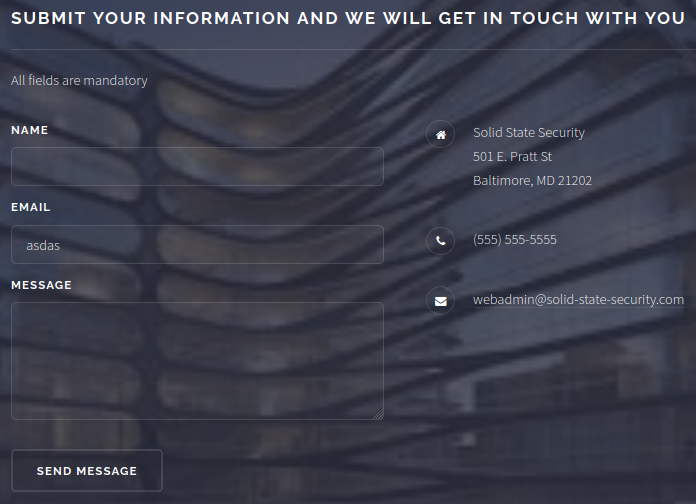 SUBMIT YOUR INFORMATION AND WE WILL GET IN TOUCH WITH YOU
All fields are mandatory
NAME
EMAIL
asdas
MESSAGE
SEND MESSAGE
Solid State Security
501 E. Pratt St
Baltimore, MD 21202
(555) 555-5555
webadmin@solid-state-security.com